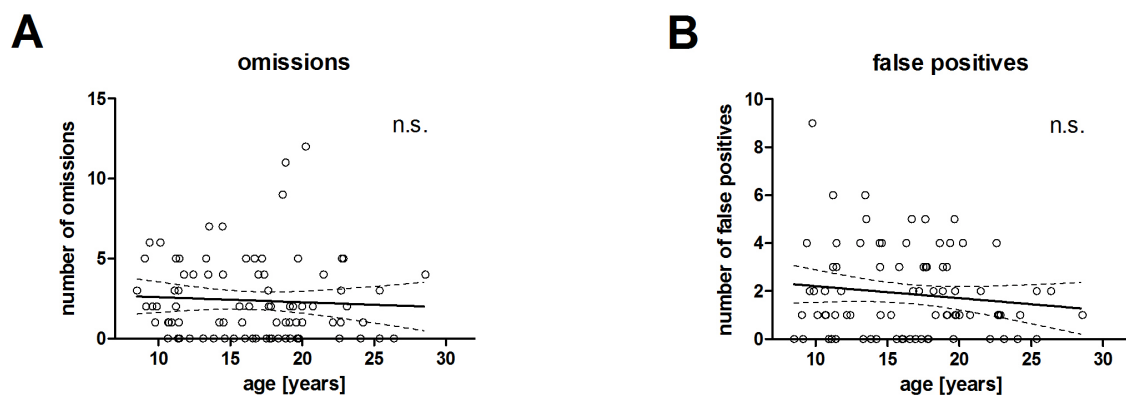 A
omissions
n.s.
number of omissions
15
10
5
0
10 15 20 25 30
age [years]
B
false positives
n.s.
number of false positives
10
8
6
4
2
0
10 15 20 25 30
age [years]